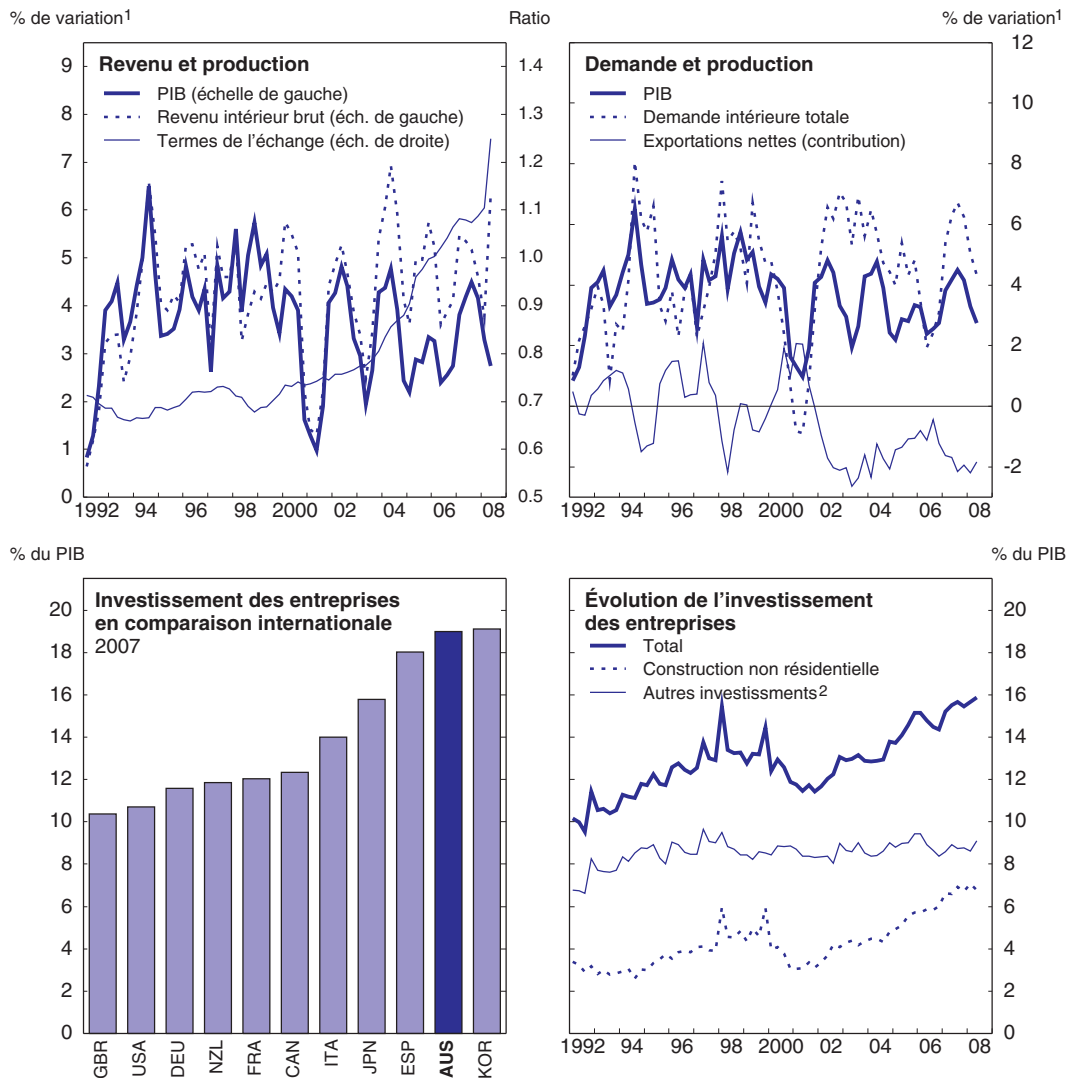 % de variation1
Ratio
Revenu et production
PIB (échelle de gauche)
Revenu intérieur brut (éch. de gauche)
Termes de l'échange (éch. de droite)
9
8
7
6
5
4
3
2
1
0
1.4
1.3
1.2
1.1
1.0
0.9
0.8
0.7
0.6
0.5
1992 94 96 98 2000 02 04 06 08
% de variation1
Demande et production
PIB
Demande intérieure totale
Exportations nettes (contribution)
12
10
8
6
4
2
0
-2
1992 94 96 98 2000 02 04 06 08
% du PIB
Investissement des entreprises
en comparaison internationale
2007
20
18
16
14
12
10
8
6
4
2
0
GBR USA DEU NZL FRA CAN ITA JPN ESP AUS KOR
% du PIB
Évolution de l'investissement
des entreprises
Total
Construction non résidentielle
Autres investissments2
20
18
16
14
12
10
8
6
4
2
0
1992 94 96 98 2000 02 04 06 08